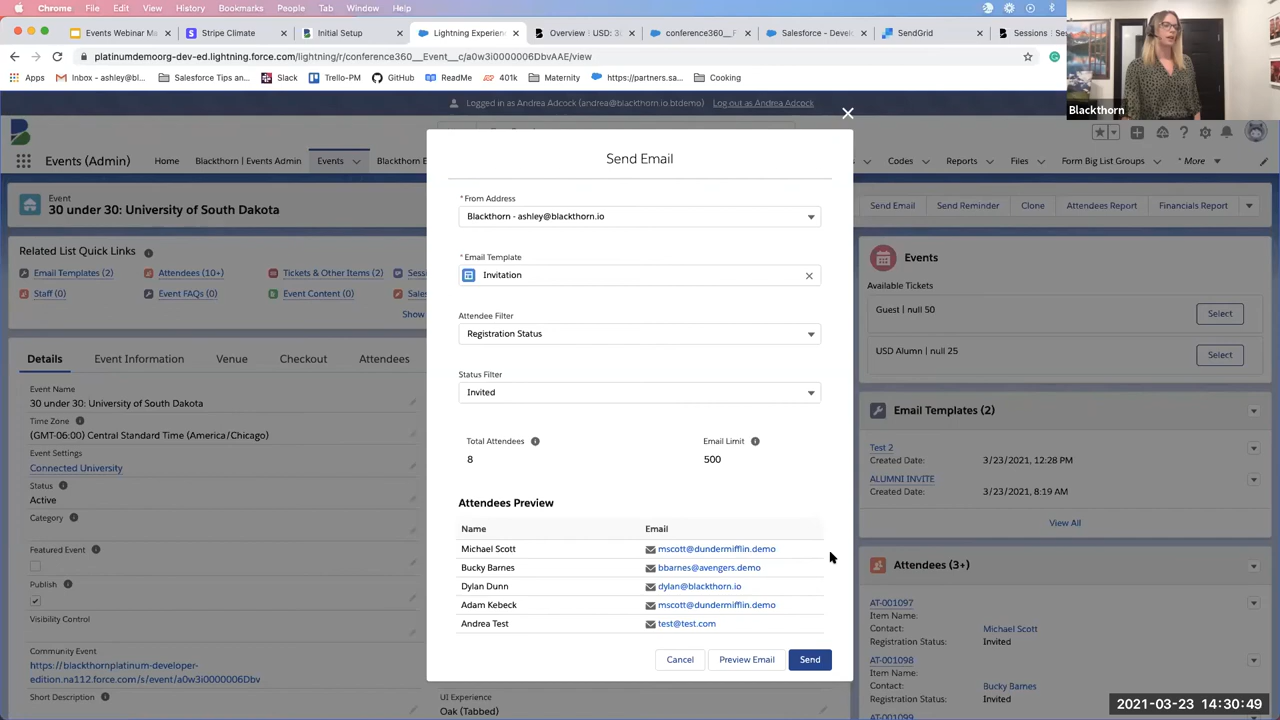 Chrome File Edit View History Bookmarks People Tab Window Help
Events Webinar M
Stripe Climate
Initial Setup
Lightning Experien
Overview | USD: 3
conference360__F
Salesforce - Devel
SendGrid
Sessions | Se
platinumdemoorg-dev-ed.lightning.force.com/lightning/r/conference360__Event__c/a0w3i0000006DbvAAE/view
Apps
Inbox - ashley@bl...
Salesforce Tips an...
Slack
Trello-PM
GitHub
ReadMe
401k
Maternity
https://partners.sa...
Cooking
Blackthorn
Logged in as Andrea Adcock (andrea@blackthorn.io.btdemo) Log out as Andrea Adcock
Events (Admin)
Home
Blackthorn | Events Admin
Events
Blackthorn E
Codes
Reports
Files
Form Big List Groups
* More
Event
30 under 30: University of South Dakota
Send Email
Send Reminder
Clone
Attendees Report
Financials Report
Related List Quick Links
Email Templates (2)
Attendees (10+)
Tickets & Other Items (2)
Staff (0)
Event FAQs (0)
Event Content (0)
Show
Details
Event Information
Venue
Checkout
Attendees
Event Name
30 under 30: University of South Dakota
Time Zone
(GMT-06:00) Central Standard Time (America/Chicago)
Event Settings
Connected University
Status
Active
Category
Featured Event
Publish
Visibility Control
Community Event
https://blackthornplatinum-developer-
edition.na112.force.com/s/event/a0w3i0000006Dbv
Short Description
UI Experience
Oak (Tabbed)
Send Email
* From Address
Blackthorn - ashley@blackthorn.io
* Email Template
Invitation
Attendee Filter
Registration Status
Status Filter
Invited
Total Attendees
8
Email Limit
500
Attendees Preview
Name Email
Michael Scott mscott@dundermifflin.demo
Bucky Barnes bbarnes@avengers.demo
Dylan Dunn dylan@blackthorn.io
Adam Kebeck mscott@dundermifflin.demo
Andrea Test test@test.com
Cancel
Preview Email
Send
Events
Available Tickets
Guest | null 50
Select
USD Alumn | null 25
Select
Email Templates (2)
Test 2
Created Date: 3/23/2021, 12:28 PM
ALUMNI INVITE
Created Date: 3/23/2021, 8:19 AM
View All
Attendees (3+)
AT-001097
Item Name:
Contact: Michael Scott
Registration Status: Invited
AT-001098
Item Name:
Contact: Bucky Barnes
Registration Status: Invited
2021-03-23 14:30:49